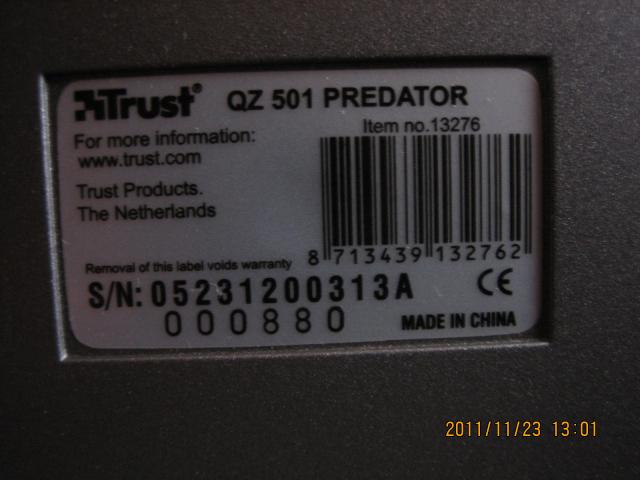 Trust® QZ 501 PREDATOR
Item no.13276
For more information:
www.trust.com
Trust Products.
The Netherlands
8 713439 132762
Removal of this label voids warranty
S/N: 05231200313A
000880
CE
MADE IN CHINA
2011/11/23 13:01